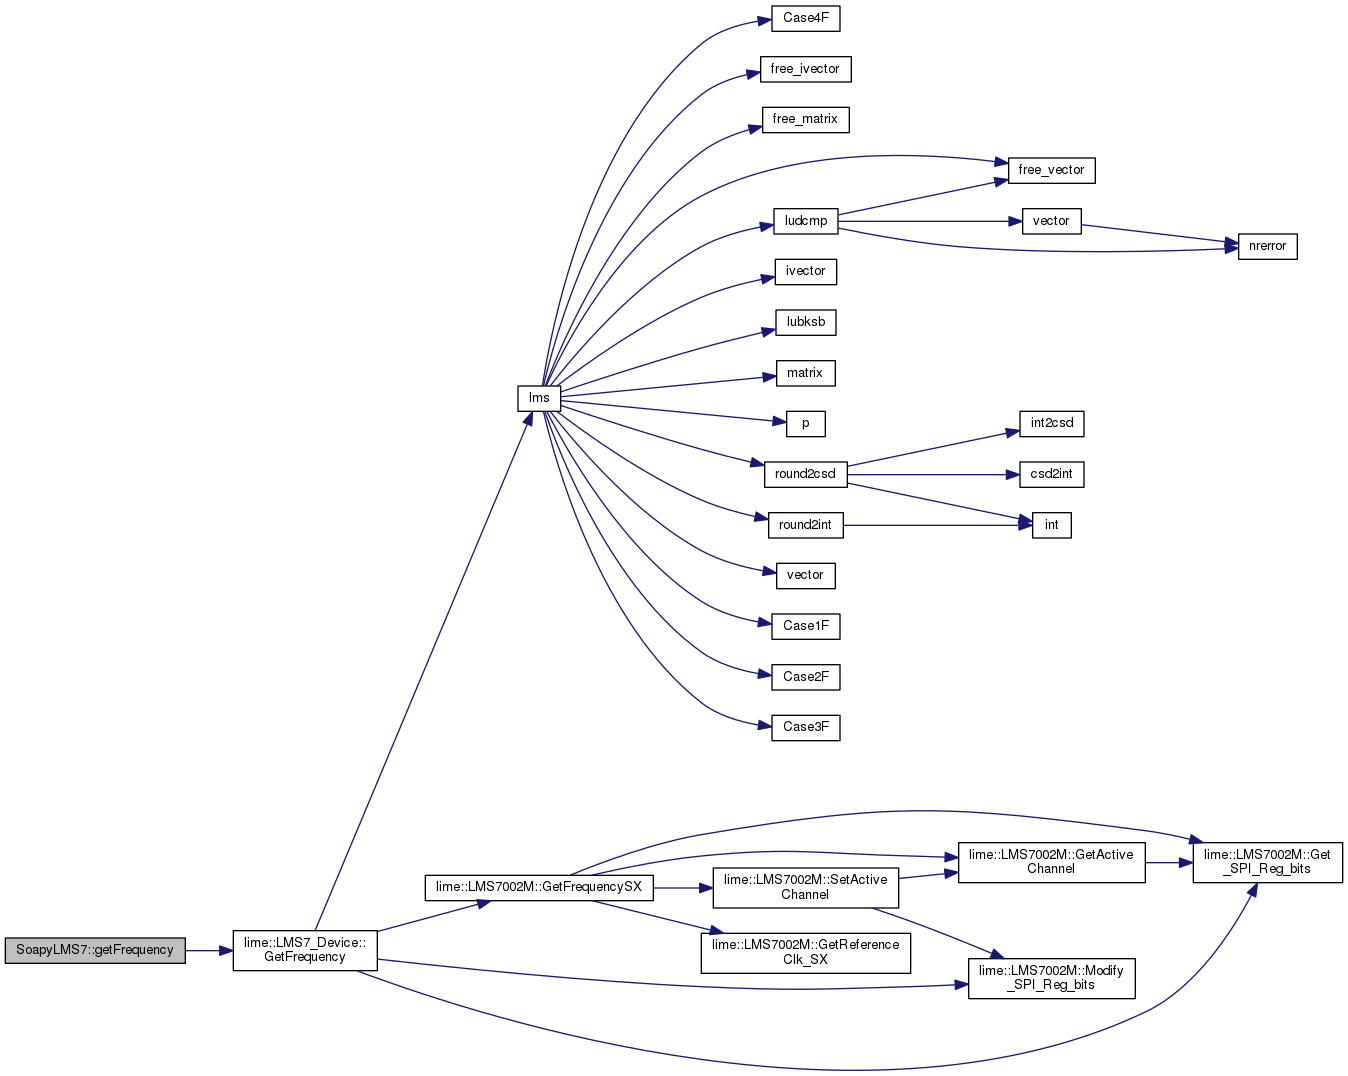 Case4F
free_ivector
free_matrix
free_vector
ludcmp
vector
nrerror
ivector
lubksb
matrix
lms
p
int2csd
round2csd
csd2int
round2int
int
vector
Case1F
Case2F
Case3F
lime::LMS7002M::GetActive
Channel
lime::LMS7002M::Get
_SPI_Reg_bits
lime::LMS7002M::GetFrequencySX
lime::LMS7002M::SetActive
Channel
SoapyLMS7::getFrequency
lime::LMS7_Device::
GetFrequency
lime::LMS7002M::GetReference
Clk_SX
lime::LMS7002M::Modify
_SPI_Reg_bits